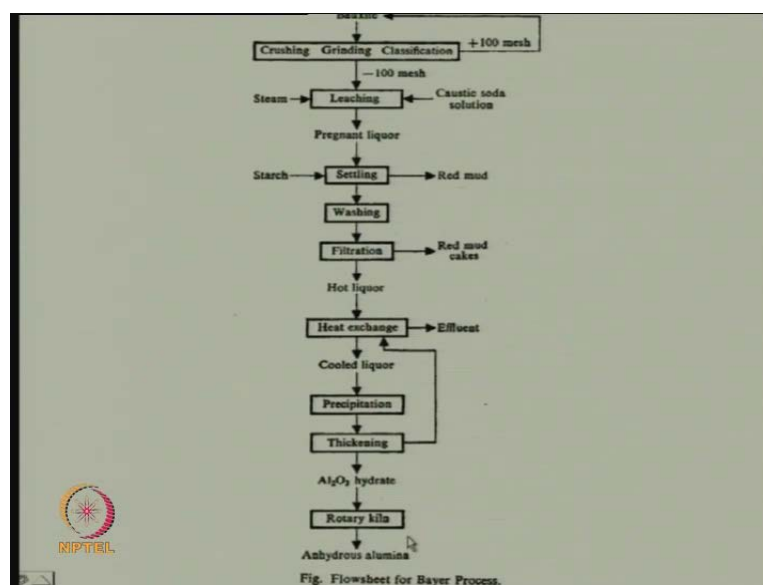 Bauxite
Crushing Grinding Classification
+100 mesh
−100 mesh
Steam
Leaching
Caustic soda
solution
Pregnant liquor
Starch
Settling
Red mud
Washing
Filtration
Red mud
cakes
Hot liquor
Heat exchange
Effluent
Cooled liquor
Precipitation
Thickening
Al₂O₃ hydrate
Rotary kiln
Anhydrous alumina
Fig. Flowsheet for Bayer Process.
NPTEL